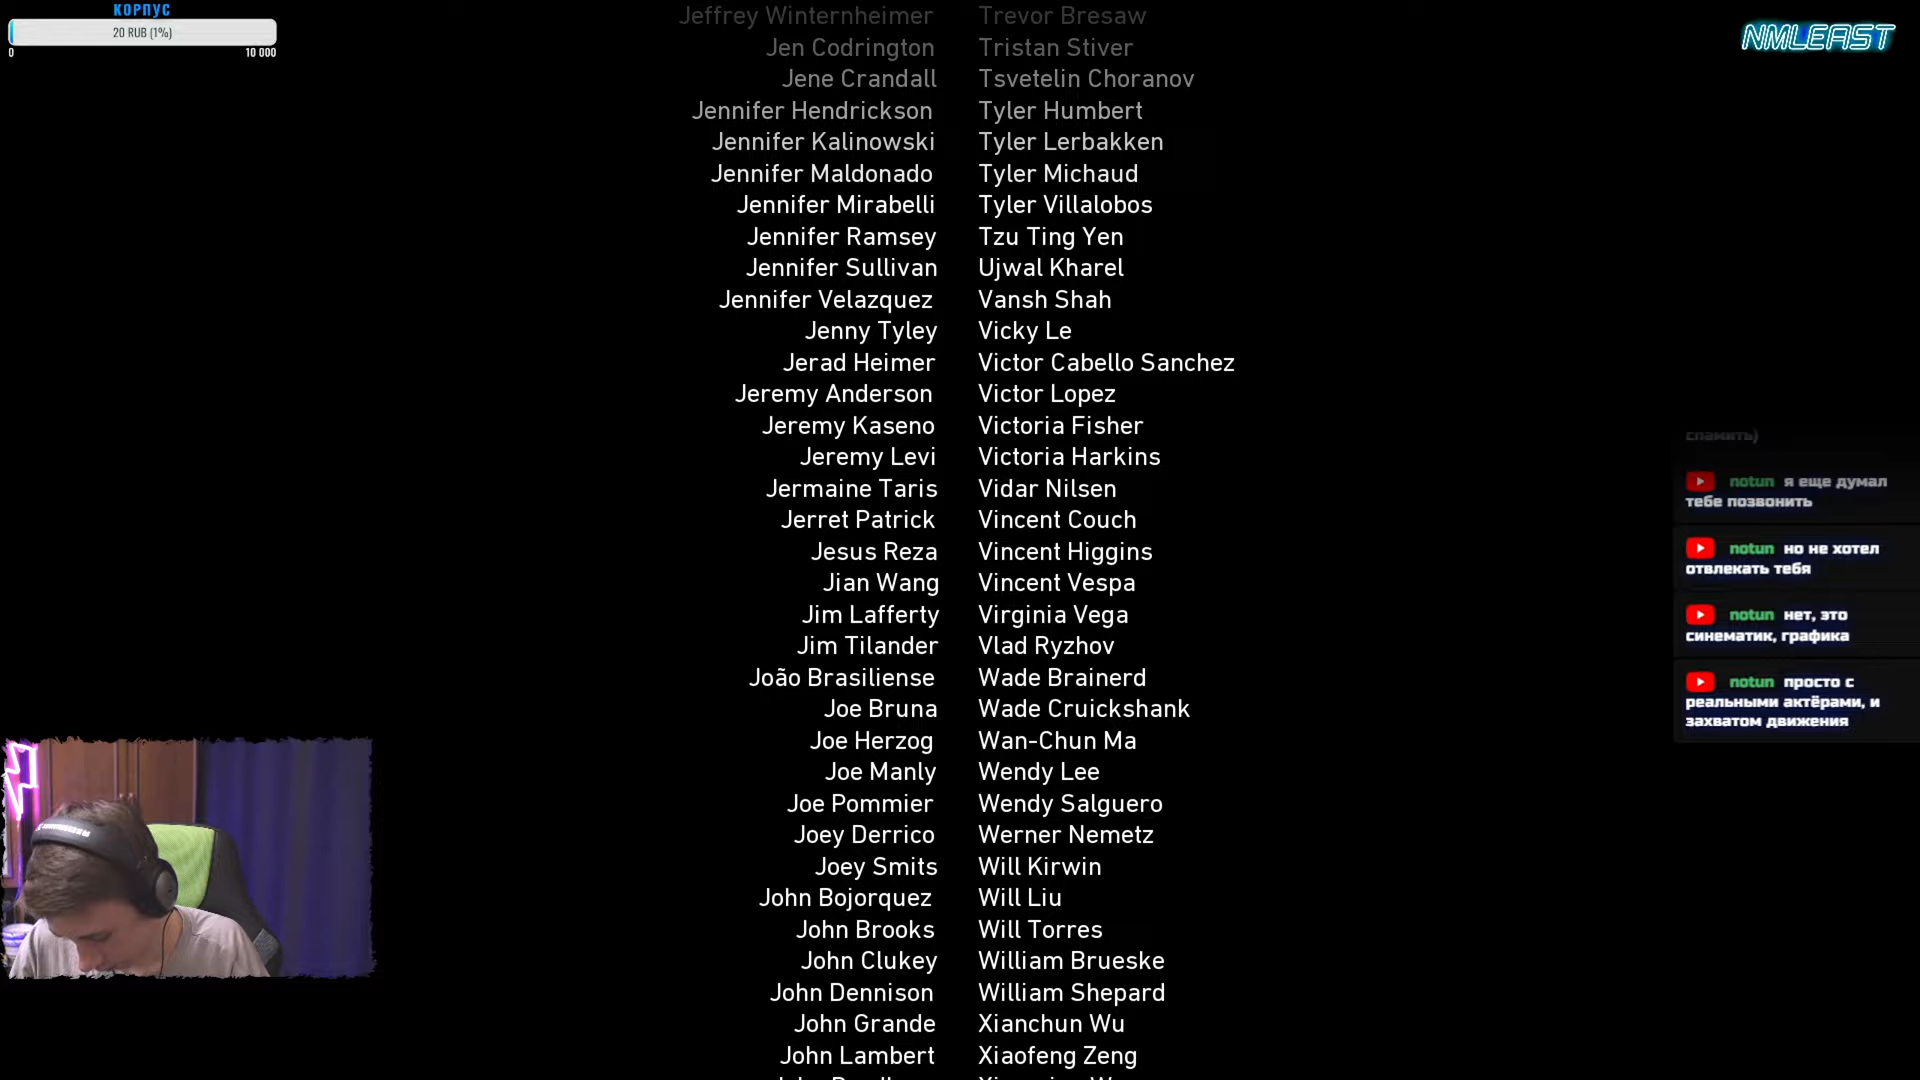 КОРПУС
20 RUB (1%)
0 10 000
NMLEAST
Jeffrey Winternheimer Trevor Bresaw
Jen Codrington Tristan Stiver
Jene Crandall Tsvetelin Choranov
Jennifer Hendrickson Tyler Humbert
Jennifer Kalinowski Tyler Lerbakken
Jennifer Maldonado Tyler Michaud
Jennifer Mirabelli Tyler Villalobos
Jennifer Ramsey Tzu Ting Yen
Jennifer Sullivan Ujwal Kharel
Jennifer Velazquez Vansh Shah
Jenny Tyley Vicky Le
Jerad Heimer Victor Cabello Sanchez
Jeremy Anderson Victor Lopez
Jeremy Kaseno Victoria Fisher
Jeremy Levi Victoria Harkins
Jermaine Taris Vidar Nilsen
Jerret Patrick Vincent Couch
Jesus Reza Vincent Higgins
Jian Wang Vincent Vespa
Jim Lafferty Virginia Vega
Jim Tilander Vlad Ryzhov
João Brasiliense Wade Brainerd
Joe Bruna Wade Cruickshank
Joe Herzog Wan-Chun Ma
Joe Manly Wendy Lee
Joe Pommier Wendy Salguero
Joey Derrico Werner Nemetz
Joey Smits Will Kirwin
John Bojorquez Will Liu
John Brooks Will Torres
John Clukey William Brueske
John Dennison William Shepard
John Grande Xianchun Wu
John Lambert Xiaofeng Zeng
спамить)
notun я еще думал
тебе позвонить
notun но не хотел
отвлекать тебя
notun нет, это
синематик, графика
notun просто с
реальными актёрами, и
захватом движения